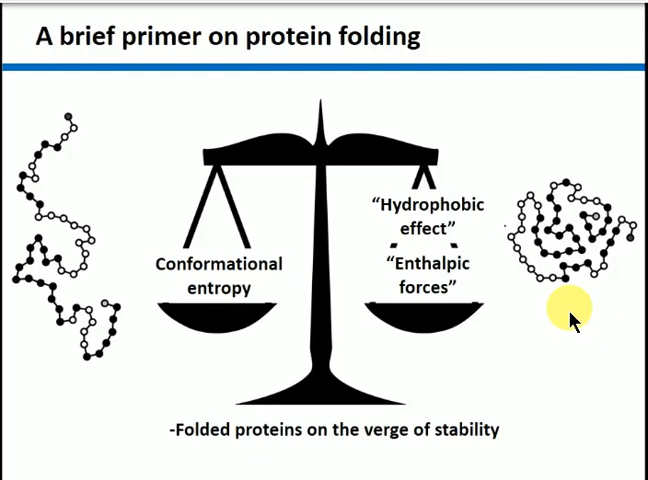 A brief primer on protein folding
“Hydrophobic
effect”
Conformational
entropy
“Enthalpic
forces”
-Folded proteins on the verge of stability